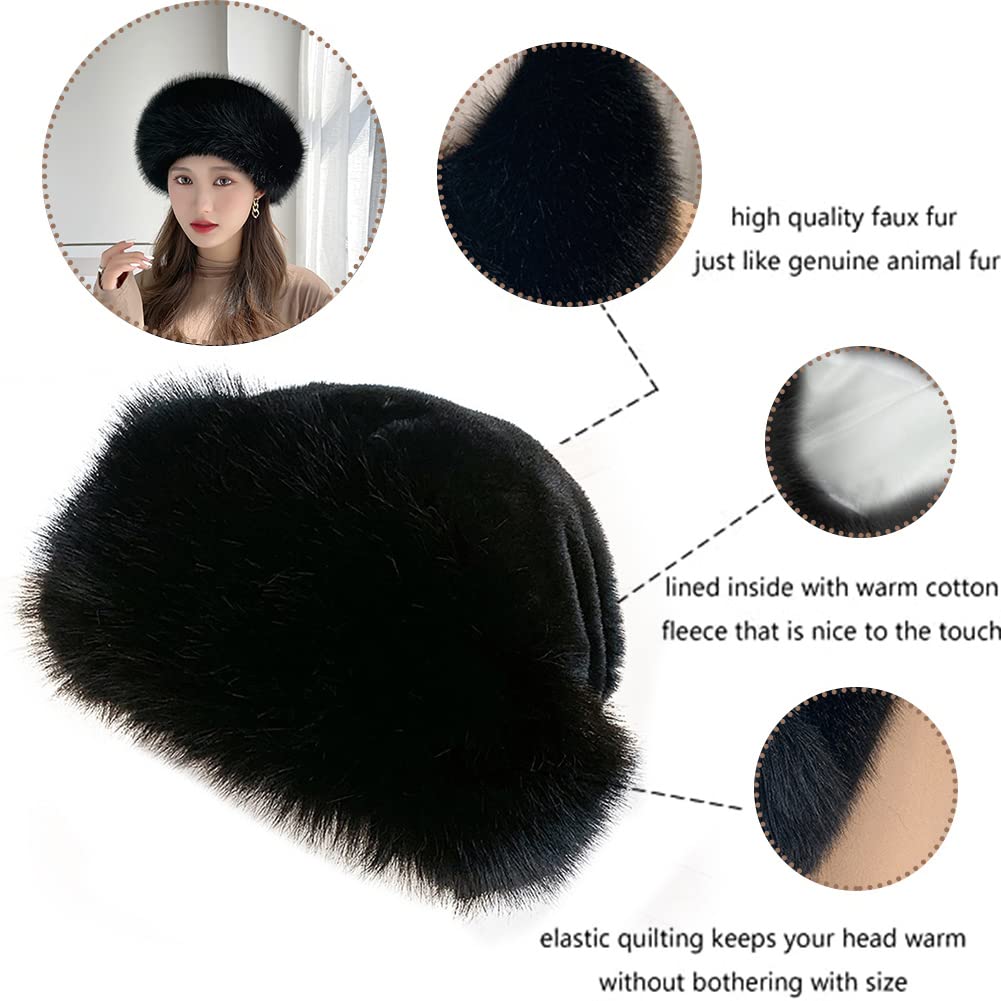 high quality faux fur
just like genuine animal fur
lined inside with warm cotton
fleece that is nice to the touch
elastic quilting keeps your head warm
without bothering with size